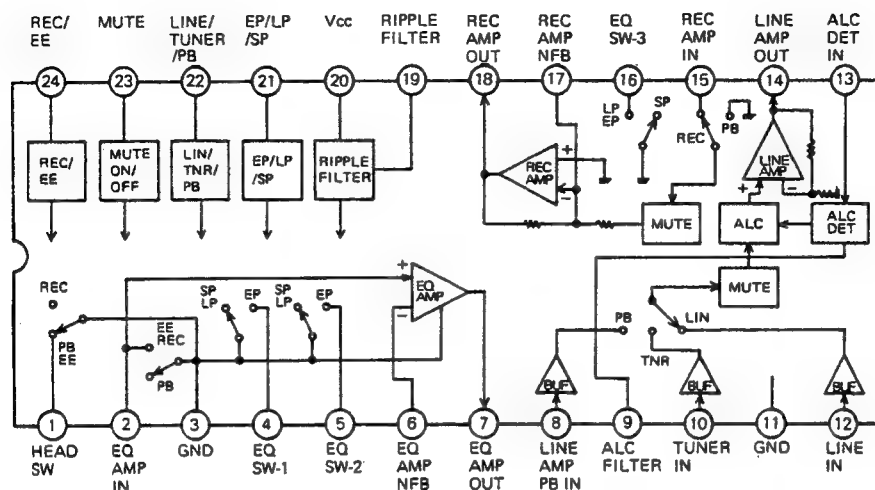 REC/
EE
MUTE
LINE/
TUNER
/PB
EP/LP
/SP
Vcc
RIPPLE
FILTER
REC
AMP
OUT
REC
AMP
NFB
EQ
SW-3
REC
AMP
IN
LINE
AMP
OUT
ALC
DET
IN
24
23
22
21
20
19
18
17
16
15
14
13
REC/
EE
MUTE
ON/
OFF
LIN/
TNR/
PB
EP/LP
/SP
RIPPLE
FILTER
REC
AMP
+
−
LP
EP
SP
REC
PB
LINE
AMP
+
−
MUTE
ALC
ALC
DET
MUTE
REC
PB
EE
EE
REC
PB
SP
LP
EP
SP
LP
EP
+
−
EQ
AMP
PB
TNR
LIN
BUF
BUF
BUF
1
2
3
4
5
6
7
8
9
10
11
12
HEAD
SW
EQ
AMP
IN
GND
EQ
SW-1
EQ
SW-2
EQ
AMP
NFB
EQ
AMP
OUT
LINE
AMP
PB IN
ALC
FILTER
TUNER
IN
GND
LINE
IN